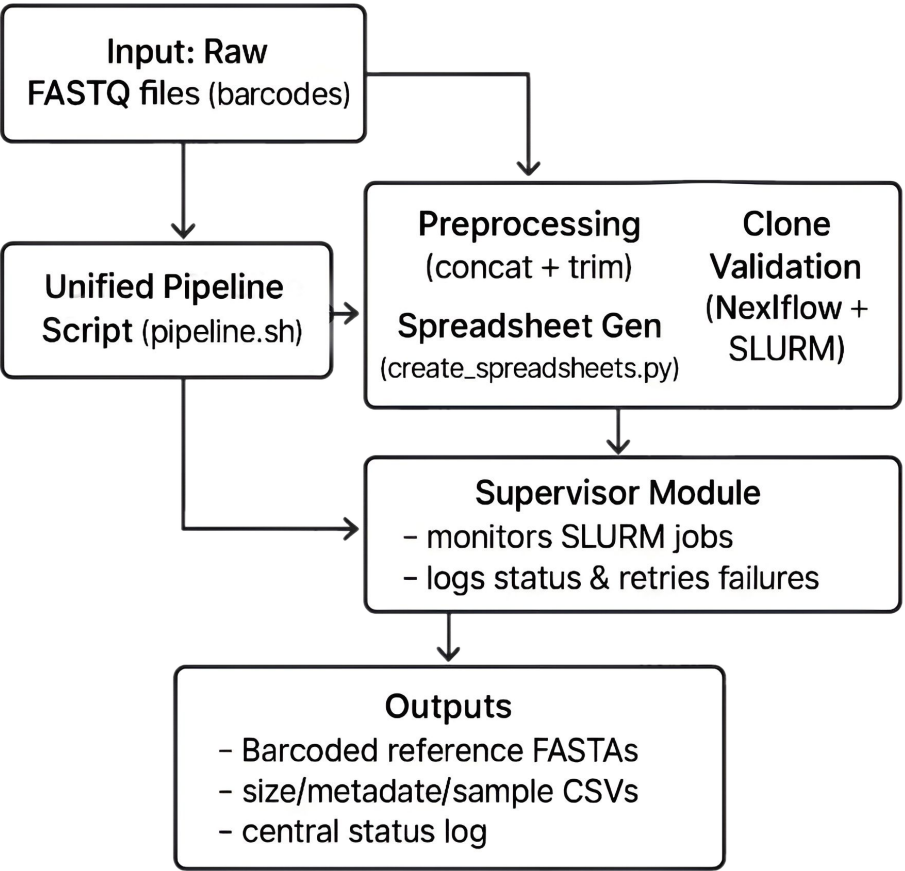 Input: Raw
FASTQ files (barcodes)
Unified Pipeline
Script (pipeline.sh)
Preprocessing
(concat + trim)
Spreadsheet Gen
(create_spreadsheets.py)
Clone
Validation
(Nexlflow +
SLURM)
Supervisor Module
– monitors SLURM jobs
– logs status & retries failures
Outputs
– Barcoded reference FASTAs
– size/metadate/sample CSVs
– central status log